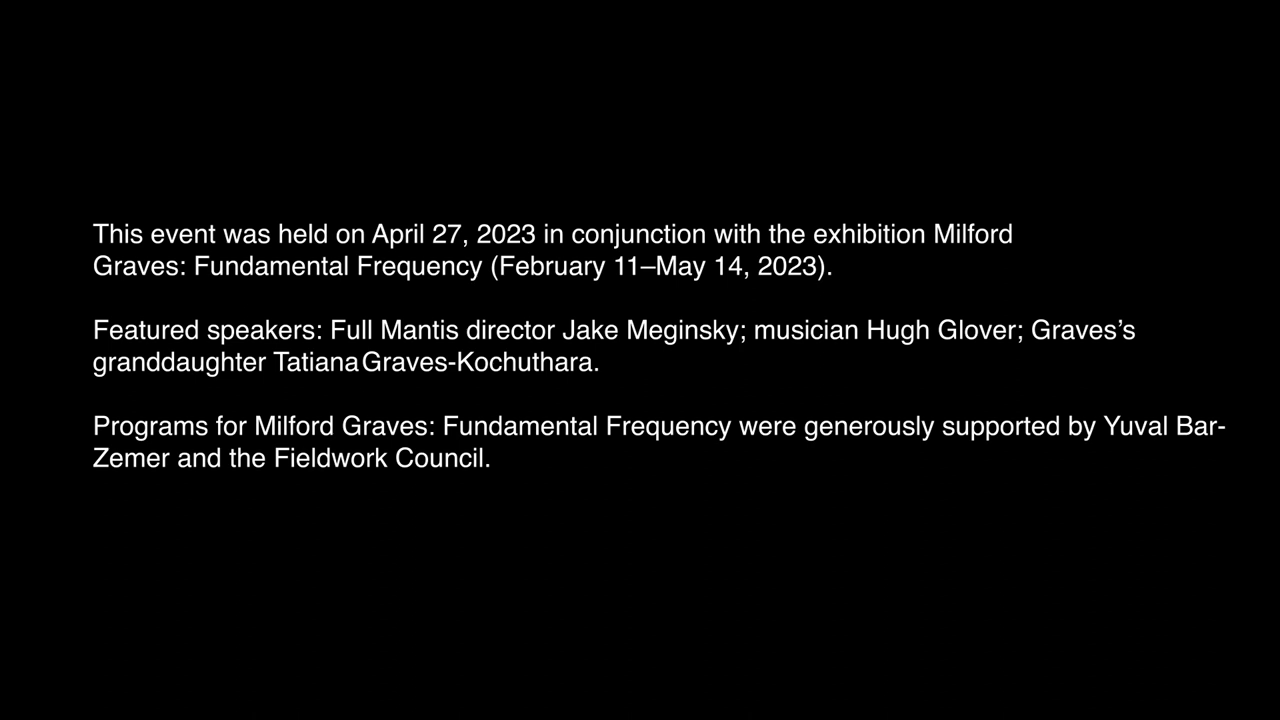 This event was held on April 27, 2023 in conjunction with the exhibition Milford
Graves: Fundamental Frequency (February 11–May 14, 2023).
Featured speakers: Full Mantis director Jake Meginsky; musician Hugh Glover; Graves’s
granddaughter Tatiana Graves-Kochuthara.
Programs for Milford Graves: Fundamental Frequency were generously supported by Yuval Bar-
Zemer and the Fieldwork Council.